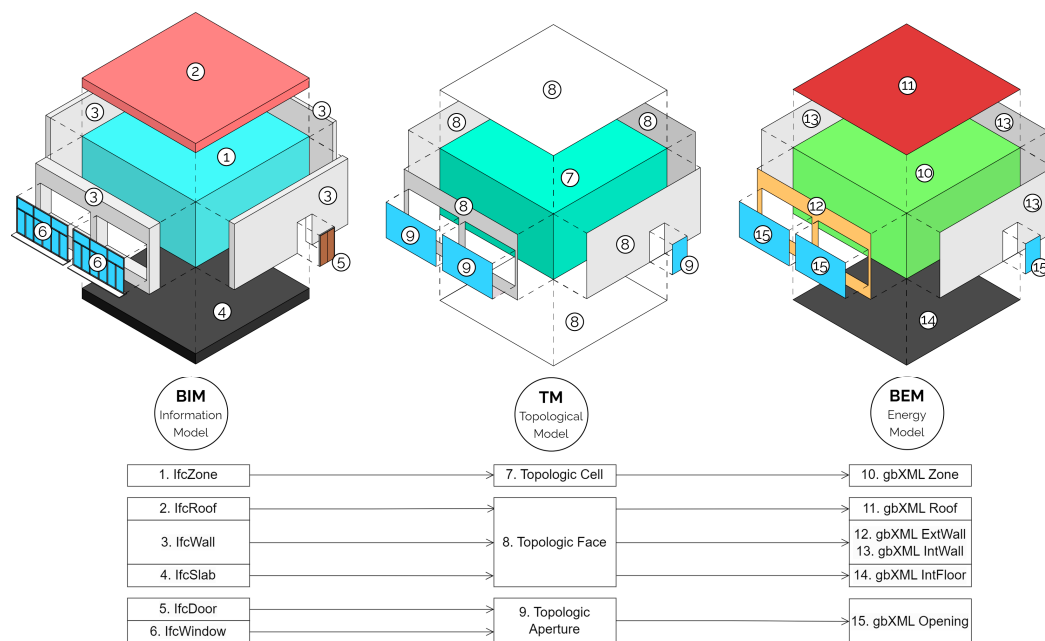 2
3
3
1
3
3
6
6
5
4
8
8
8
7
8
8
9
9
9
8
11
13
13
10
12
13
15
15
15
14
BIM
Information
Model
TM
Topological
Model
BEM
Energy
Model
1. IfcZone
7. Topologic Cell
10. gbXML Zone
2. IfcRoof
3. IfcWall
4. IfcSlab
8. Topologic Face
11. gbXML Roof
12. gbXML ExtWall
13. gbXML IntWall
14. gbXML IntFloor
5. IfcDoor
6. IfcWindow
9. Topologic
Aperture
15. gbXML Opening